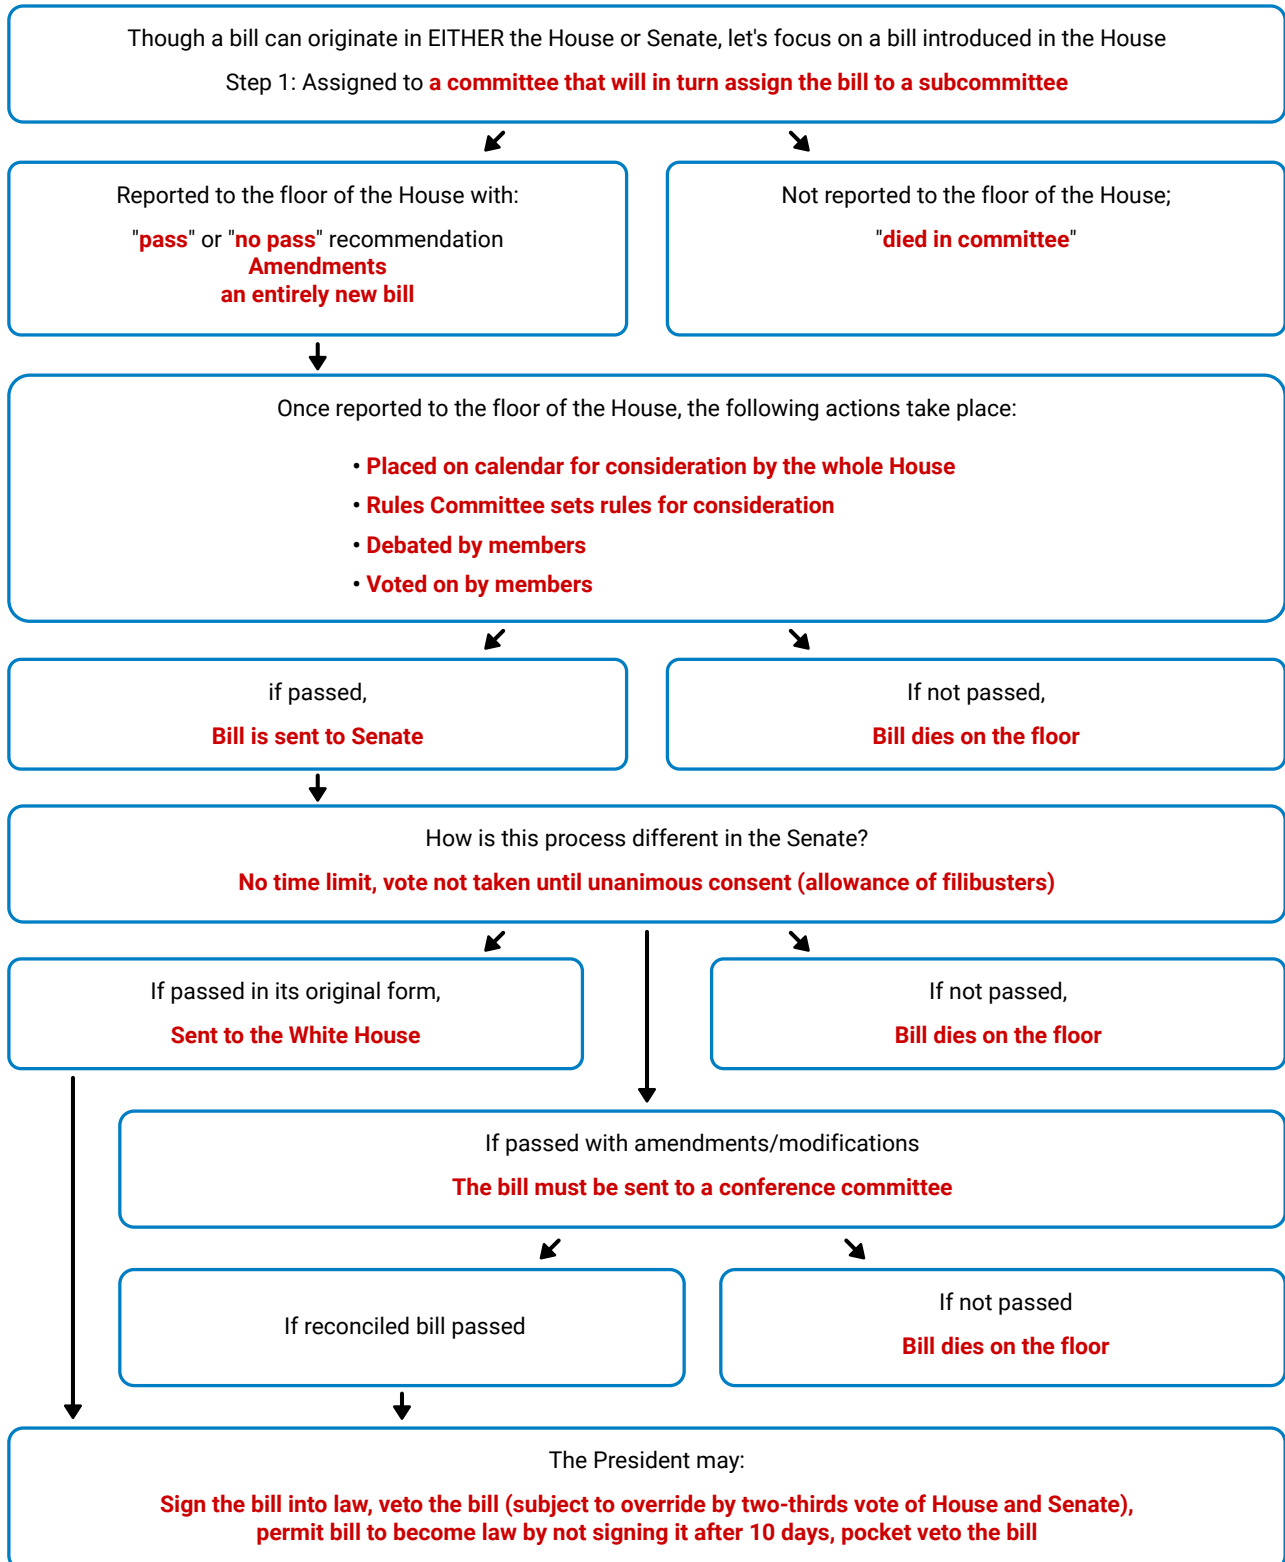 Though a bill can originate in EITHER the House or Senate, let's focus on a bill introduced in the House
Step 1: Assigned to a committee that will in turn assign the bill to a subcommittee
Reported to the floor of the House with:
"pass" or "no pass" recommendation
Amendments
an entirely new bill
Not reported to the floor of the House;
"died in committee"
Once reported to the floor of the House, the following actions take place:
• Placed on calendar for consideration by the whole House
• Rules Committee sets rules for consideration
• Debated by members
• Voted on by members
if passed,
Bill is sent to Senate
If not passed,
Bill dies on the floor
How is this process different in the Senate?
No time limit, vote not taken until unanimous consent (allowance of filibusters)
If passed in its original form,
Sent to the White House
If not passed,
Bill dies on the floor
If passed with amendments/modifications
The bill must be sent to a conference committee
If reconciled bill passed
If not passed
Bill dies on the floor
The President may:
Sign the bill into law, veto the bill (subject to override by two-thirds vote of House and Senate),
permit bill to become law by not signing it after 10 days, pocket veto the bill